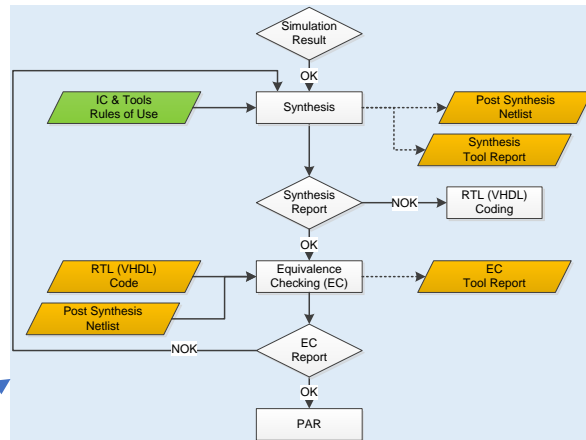 Simulation
Result
OK
IC & Tools
Rules of Use
Synthesis
Post Synthesis
Netlist
Synthesis
Tool Report
Synthesis
Report
NOK
RTL (VHDL)
Coding
OK
RTL (VHDL)
Code
Equivalence
Checking (EC)
EC
Tool Report
Post Synthesis
Netlist
NOK
EC
Report
OK
PAR